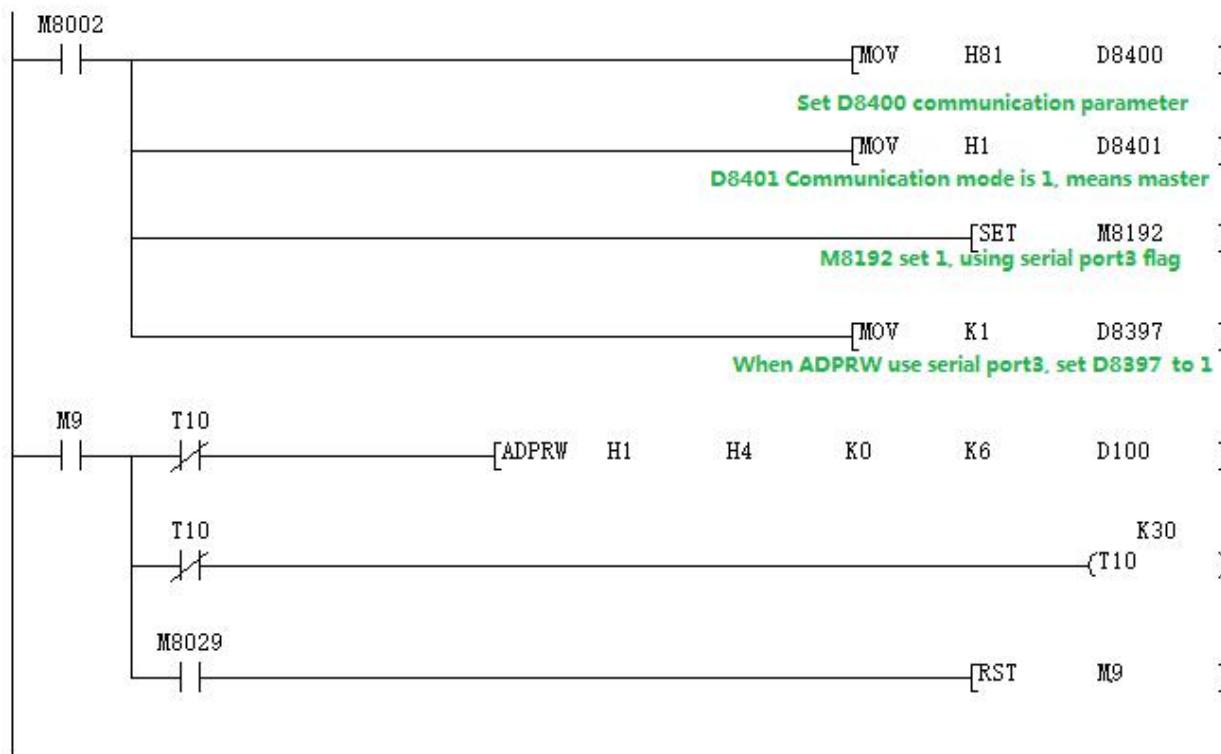 M8002
[MOV H81 D8400 ]
Set D8400 communication parameter
[MOV H1 D8401 ]
D8401 Communication mode is 1, means master
[SET M8192 ]
M8192 set 1, using serial port3 flag
[MOV K1 D8397 ]
When ADPRW use serial port3, set D8397 to 1
M9 T10
[ADPRW H1 H4 K0 K6 D100 ]
T10 K30
(T10 )
M8029
[RST M9 ]